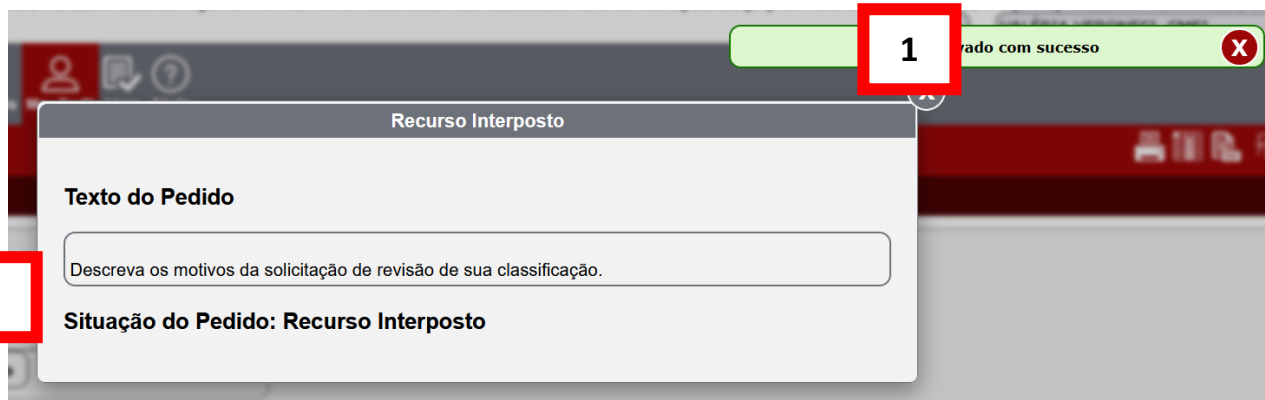 1
vado com sucesso
X
X
Recurso Interposto
Texto do Pedido
Descreva os motivos da solicitação de revisão de sua classificação.
Situação do Pedido: Recurso Interposto